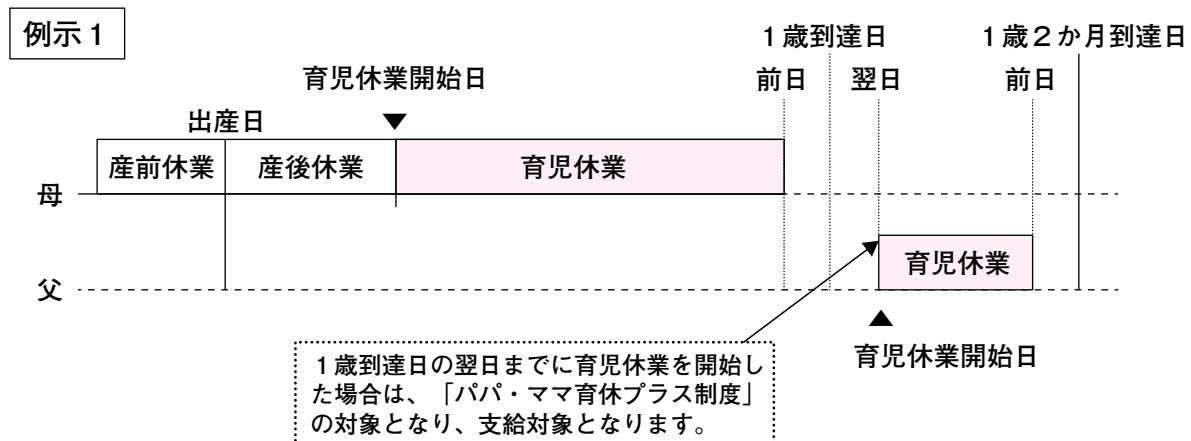 例示1
1歳到達日 1歳2か月到達日
育児休業開始日 前日 翌日 前日
▼
出産日
産前休業 産後休業 育児休業
母
育児休業
父
▲
育児休業開始日
1歳到達日の翌日までに育児休業を開始し
た場合は、「パパ・ママ育休プラス制度」
の対象となり、支給対象となります。